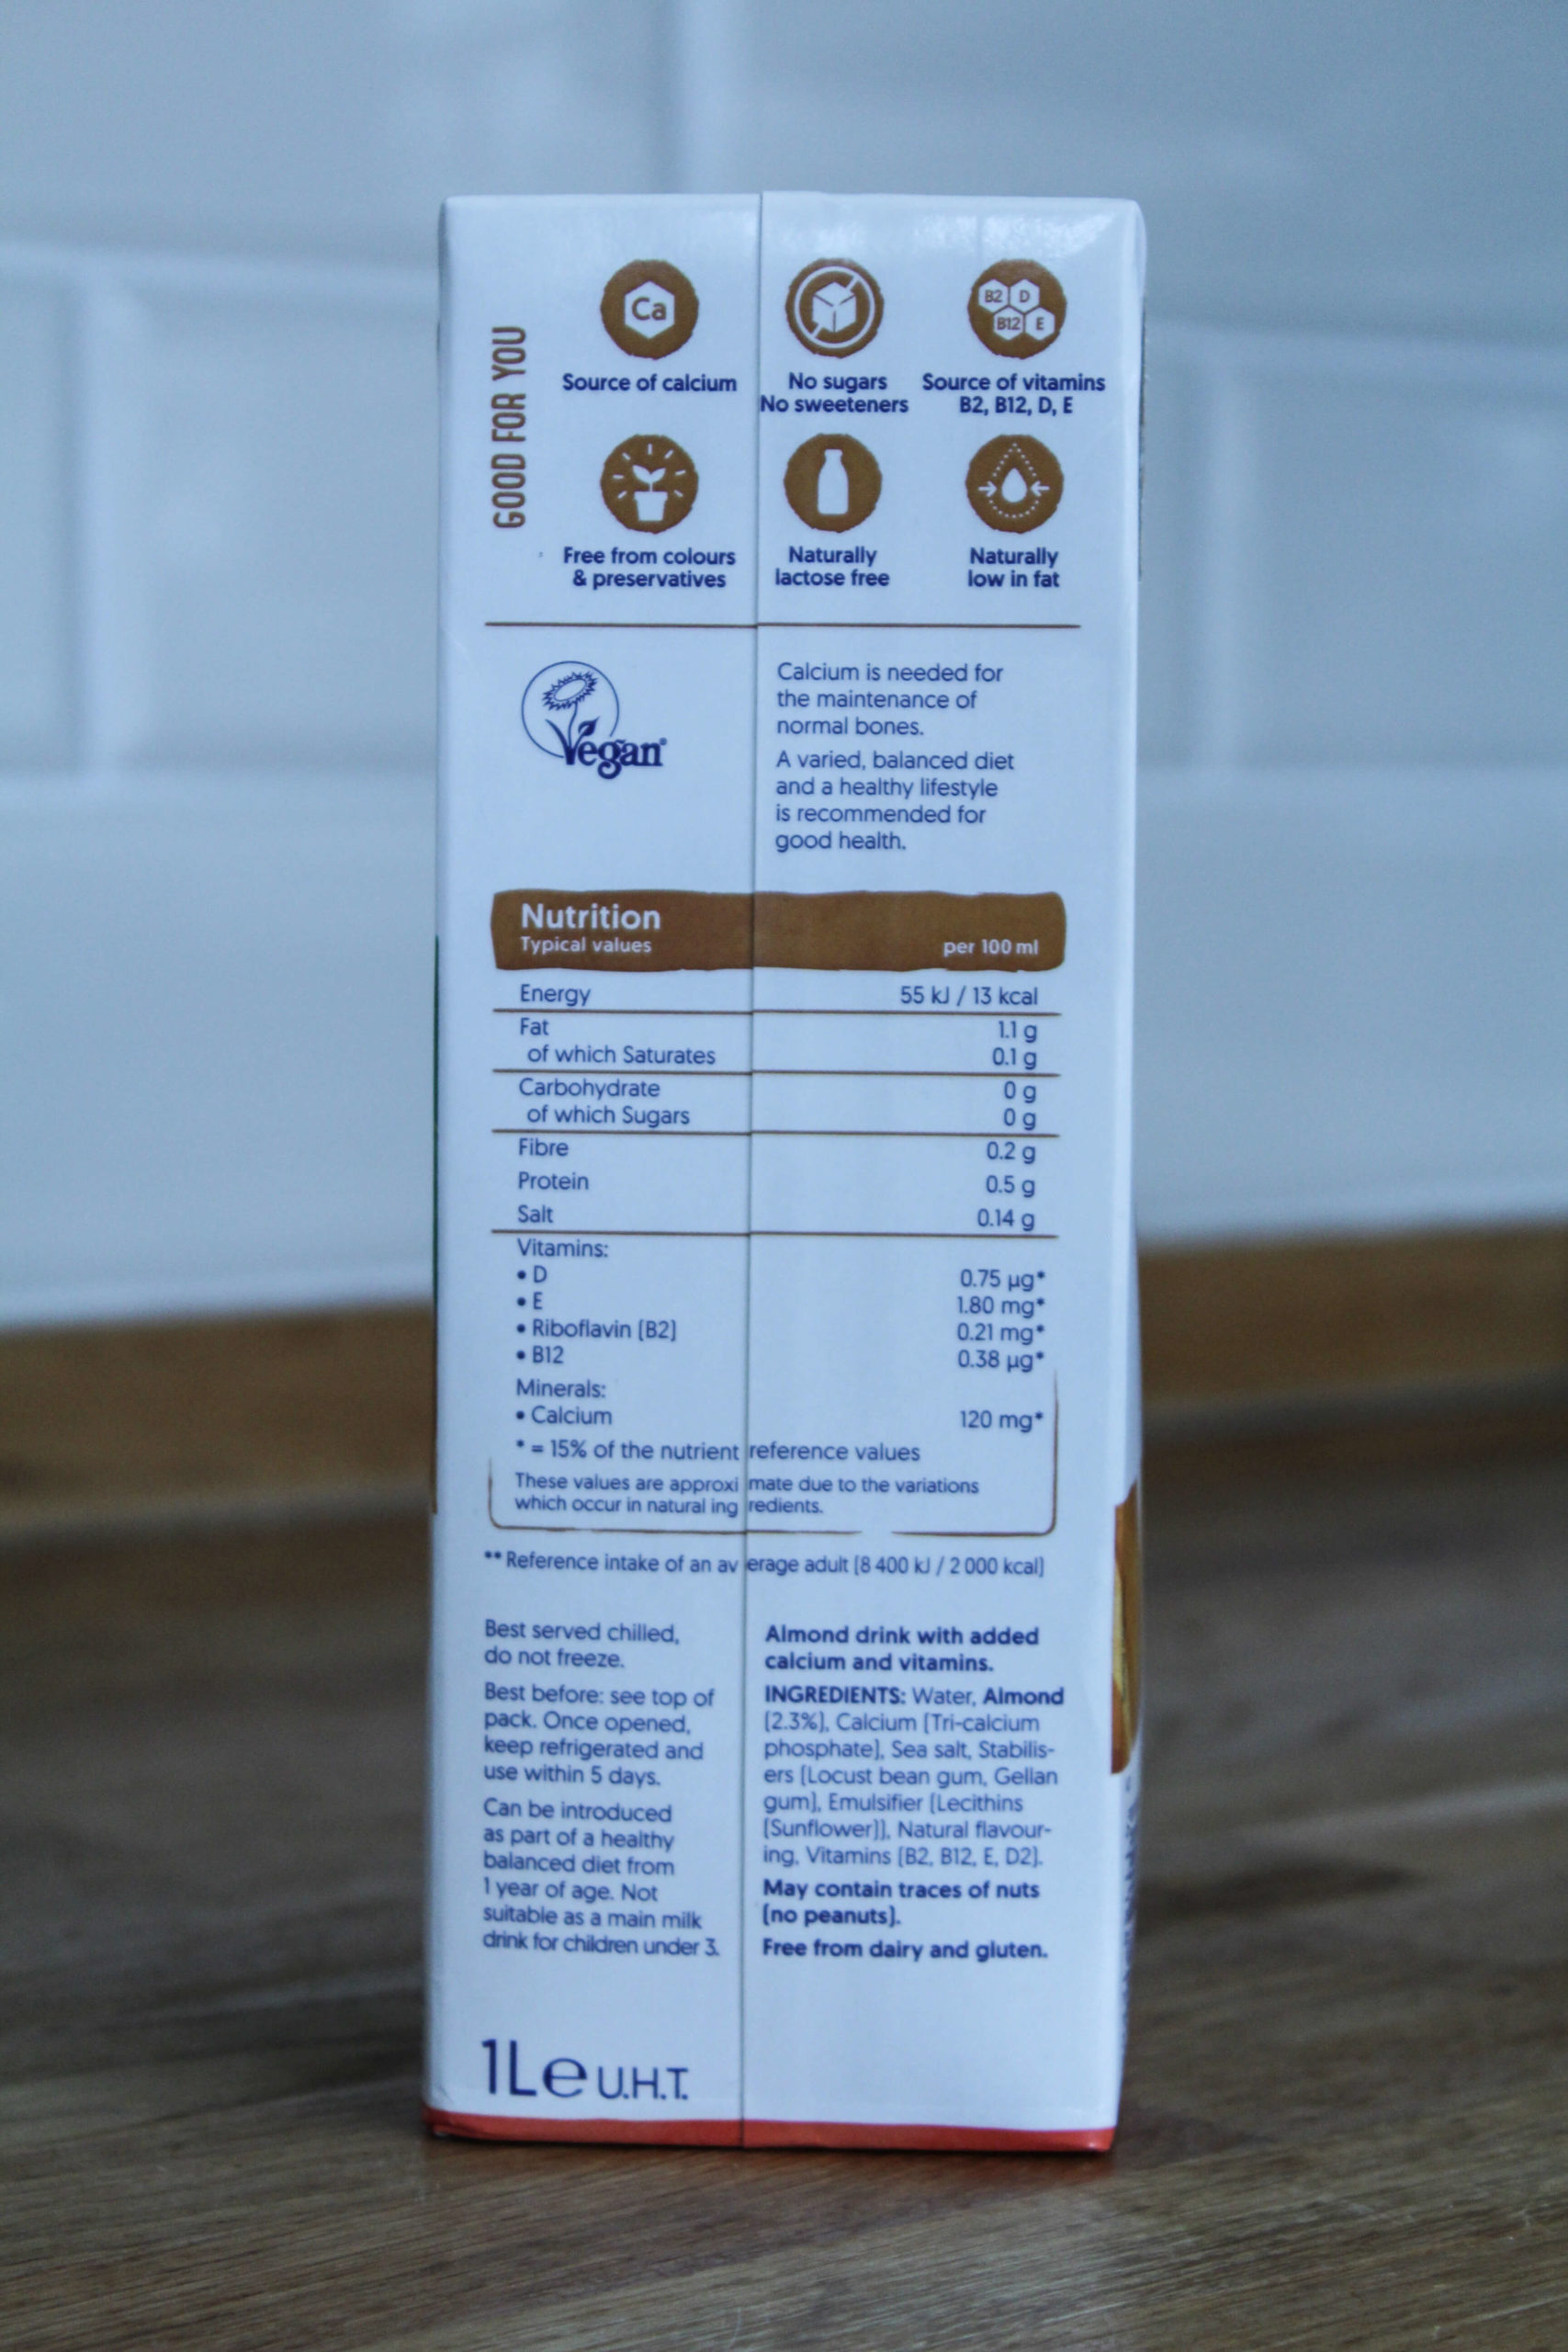 GOOD FOR YOU
Ca
Source of calcium
No sugars
No sweeteners
B2 D
B12 E
Source of vitamins
B2, B12, D, E
Free from colours
& preservatives
Naturally
lactose free
Naturally
low in fat
Vegan
Calcium is needed for
the maintenance of
normal bones.
A varied, balanced diet
and a healthy lifestyle
is recommended for
good health.
Nutrition
Typical values per 100 ml
Energy 55 kJ / 13 kcal
Fat 1.1 g
of which Saturates 0.1 g
Carbohydrate 0 g
of which Sugars 0 g
Fibre 0.2 g
Protein 0.5 g
Salt 0.14 g
Vitamins:
• D 0.75 µg*
• E 1.80 mg*
• Riboflavin (B2) 0.21 mg*
• B12 0.38 µg*
Minerals:
• Calcium 120 mg*
* = 15% of the nutrient reference values
These values are approximate due to the variations
which occur in natural ingredients.
** Reference intake of an average adult (8 400 kJ / 2 000 kcal)
Best served chilled,
do not freeze.
Best before: see top of
pack. Once opened,
keep refrigerated and
use within 5 days.
Can be introduced
as part of a healthy
balanced diet from
1 year of age. Not
suitable as a main milk
drink for children under 3.
Almond drink with added
calcium and vitamins.
INGREDIENTS: Water, Almond
(2.3%), Calcium (Tri-calcium
phosphate), Sea salt, Stabilis-
ers (Locust bean gum, Gellan
gum), Emulsifier (Lecithins
(Sunflower)), Natural flavour-
ing, Vitamins (B2, B12, E, D2).
May contain traces of nuts
(no peanuts).
Free from dairy and gluten.
1L e U.H.T.